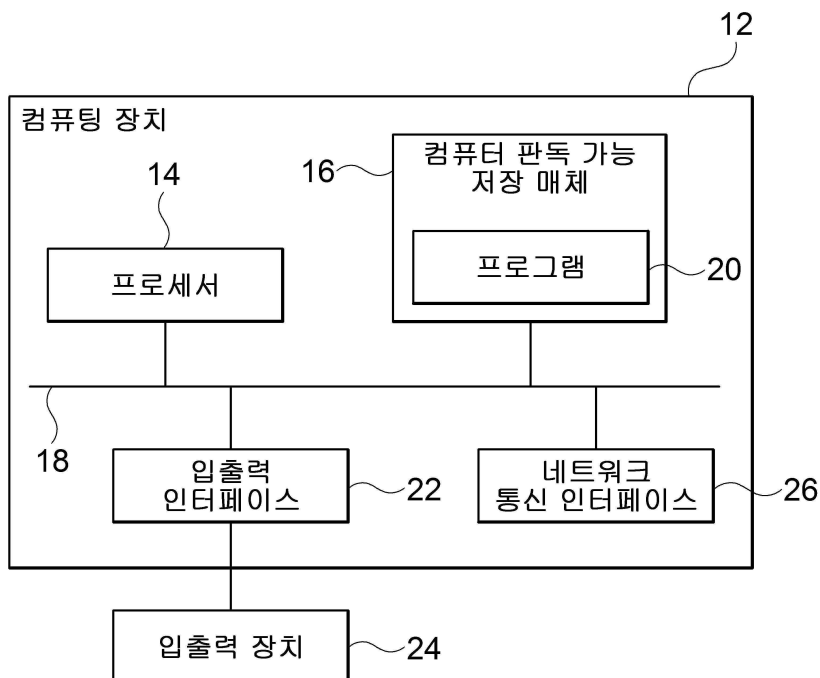 12
컴퓨팅 장치
14
16
컴퓨터 판독 가능
저장 매체
프로세서
프로그램
20
18
입출력
인터페이스
22
네트워크
통신 인터페이스
26
입출력 장치
24